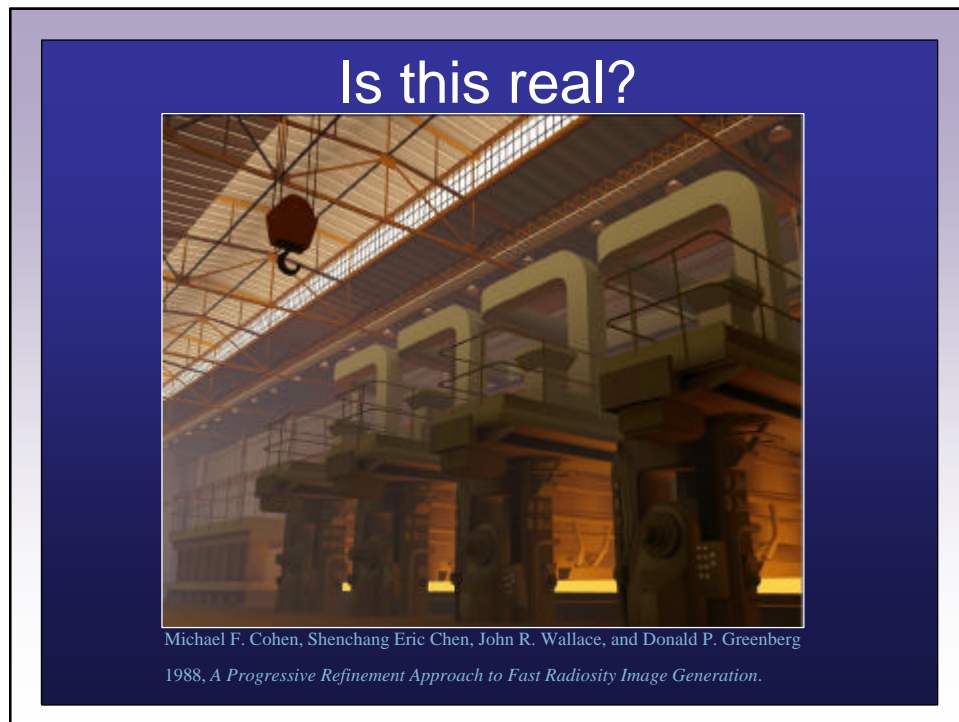 Is this real?
Michael F. Cohen, Shenchang Eric Chen, John R. Wallace, and Donald P. Greenberg
1988, A Progressive Refinement Approach to Fast Radiosity Image Generation.